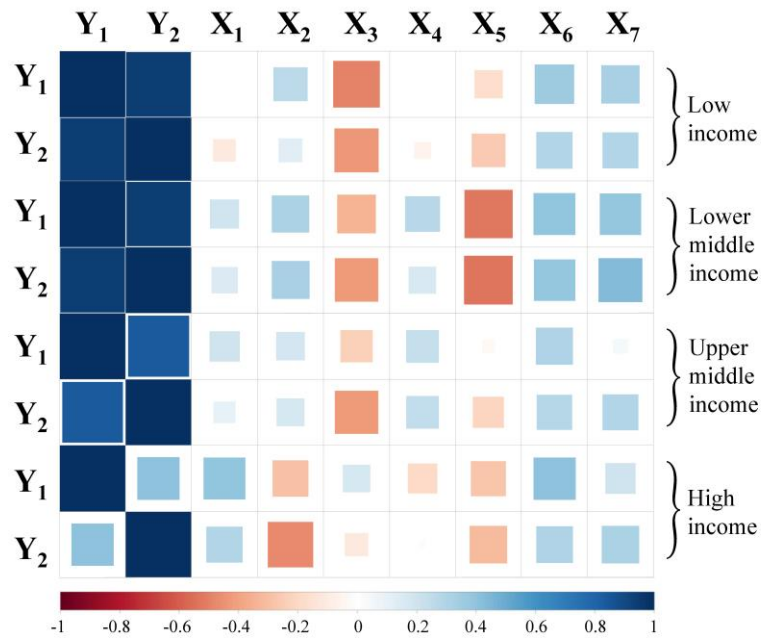 Y₁ Y₂ X₁ X₂ X₃ X₄ X₅ X₆ X₇
Y₁
Y₂
Low
income
Y₁
Y₂
Lower
middle
income
Y₁
Y₂
Upper
middle
income
Y₁
Y₂
High
income
-1 -0.8 -0.6 -0.4 -0.2 0 0.2 0.4 0.6 0.8 1